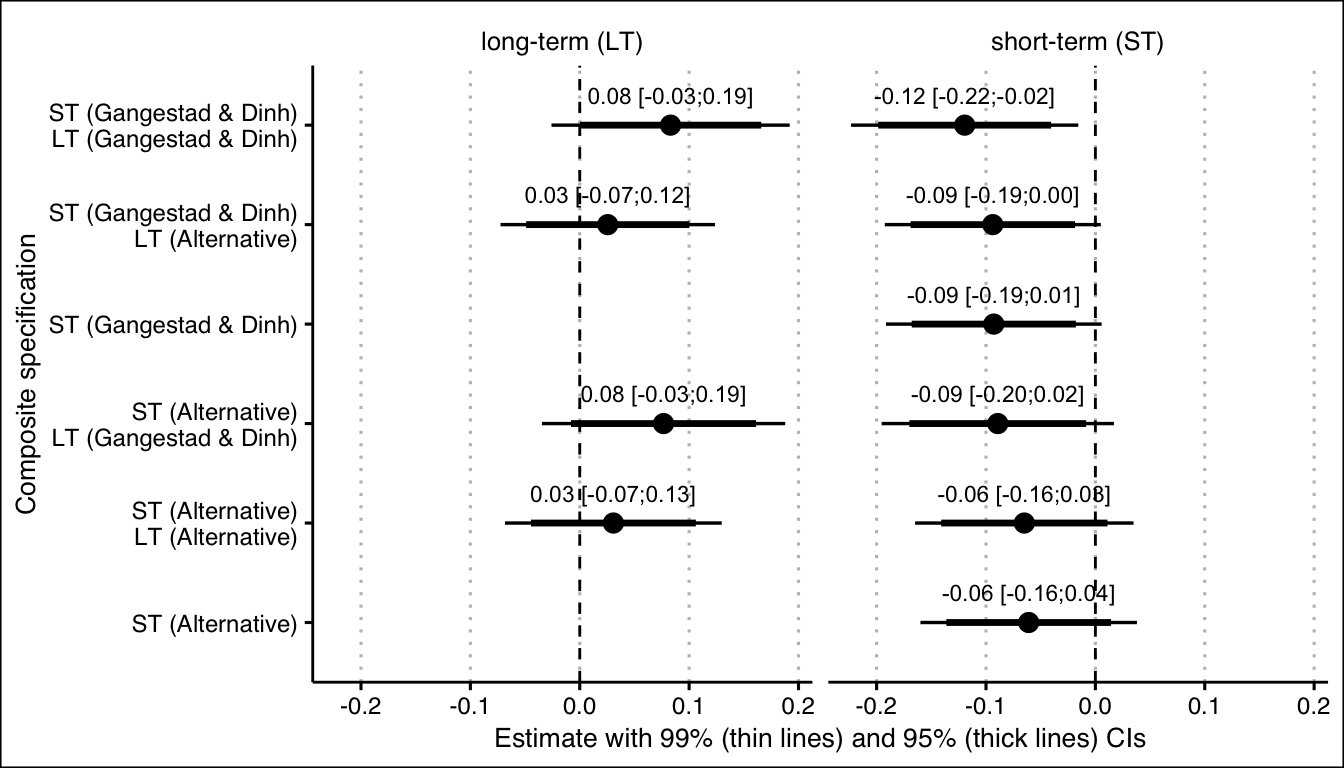 long-term (LT) short-term (ST)
ST (Gangestad & Dinh)
LT (Gangestad & Dinh)
0.08 [-0.03;0.19] -0.12 [-0.22;-0.02]
ST (Gangestad & Dinh)
LT (Alternative)
0.03 [-0.07;0.12] -0.09 [-0.19;0.00]
ST (Gangestad & Dinh)
-0.09 [-0.19;0.01]
ST (Alternative)
LT (Gangestad & Dinh)
0.08 [-0.03;0.19] -0.09 [-0.20;0.02]
ST (Alternative)
LT (Alternative)
0.03 [-0.07;0.13] -0.06 [-0.16;0.03]
ST (Alternative)
-0.06 [-0.16;0.04]
Composite specification
-0.2 -0.1 0.0 0.1 0.2 -0.2 -0.1 0.0 0.1 0.2
Estimate with 99% (thin lines) and 95% (thick lines) CIs